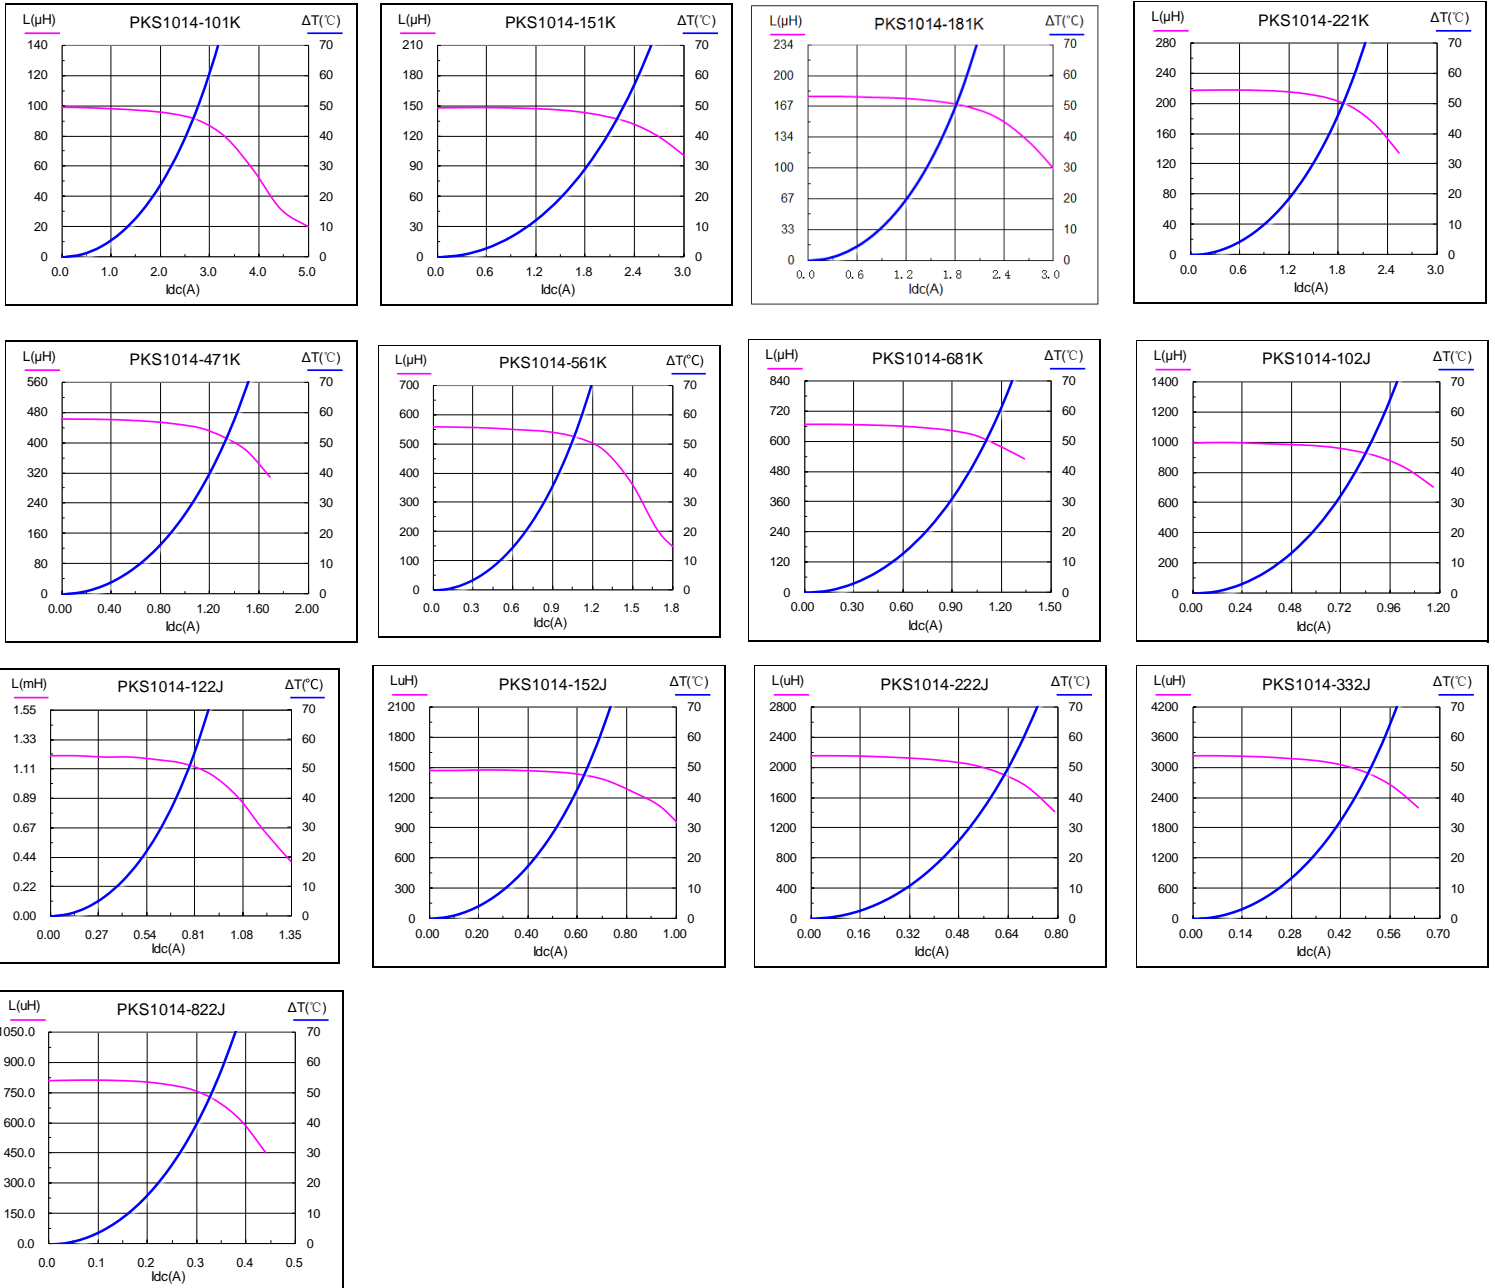 L(μH) PKS1014-101K ΔT(℃)
140 70
120 60
100 50
80 40
60 30
40 20
20 10
0 0
0.0 1.0 2.0 3.0 4.0 5.0
Idc(A)
L(μH) PKS1014-151K ΔT(℃)
210 70
180 60
150 50
120 40
90 30
60 20
30 10
0 0
0.0 0.6 1.2 1.8 2.4 3.0
Idc(A)
L(μH) PKS1014-181K ΔT(℃)
234 70
200 60
167 50
134 40
100 30
67 20
33 10
0 0
0.0 0.6 1.2 1.8 2.4 3.0
Idc(A)
L(μH) PKS1014-221K ΔT(℃)
280 70
240 60
200 50
160 40
120 30
80 20
40 10
0 0
0.0 0.6 1.2 1.8 2.4 3.0
Idc(A)
L(μH) PKS1014-471K ΔT(℃)
560 70
480 60
400 50
320 40
240 30
160 20
80 10
0 0
0.00 0.40 0.80 1.20 1.60 2.00
Idc(A)
L(μH) PKS1014-561K ΔT(℃)
700 70
600 60
500 50
400 40
300 30
200 20
100 10
0 0
0.0 0.3 0.6 0.9 1.2 1.5 1.8
Idc(A)
L(μH) PKS1014-681K ΔT(℃)
840 70
720 60
600 50
480 40
360 30
240 20
120 10
0 0
0.00 0.30 0.60 0.90 1.20 1.50
Idc(A)
L(μH) PKS1014-102J ΔT(℃)
1400 70
1200 60
1000 50
800 40
600 30
400 20
200 10
0 0
0.00 0.24 0.48 0.72 0.96 1.20
Idc(A)
L(mH) PKS1014-122J ΔT(℃)
1.55 70
1.33 60
1.11 50
0.89 40
0.67 30
0.44 20
0.22 10
0.00 0
0.00 0.27 0.54 0.81 1.08 1.35
Idc(A)
LuH) PKS1014-152J ΔT(℃)
2100 70
1800 60
1500 50
1200 40
900 30
600 20
300 10
0 0
0.00 0.20 0.40 0.60 0.80 1.00
Idc(A)
L(uH) PKS1014-222J ΔT(℃)
2800 70
2400 60
2000 50
1600 40
1200 30
800 20
400 10
0 0
0.00 0.16 0.32 0.48 0.64 0.80
Idc(A)
L(uH) PKS1014-332J ΔT(℃)
4200 70
3600 60
3000 50
2400 40
1800 30
1200 20
600 10
0 0
0.00 0.14 0.28 0.42 0.56 0.70
Idc(A)
L(uH) PKS1014-822J ΔT(℃)
1050.0 70
900.0 60
750.0 50
600.0 40
450.0 30
300.0 20
150.0 10
0.0 0
0.0 0.1 0.2 0.3 0.4 0.5
Idc(A)